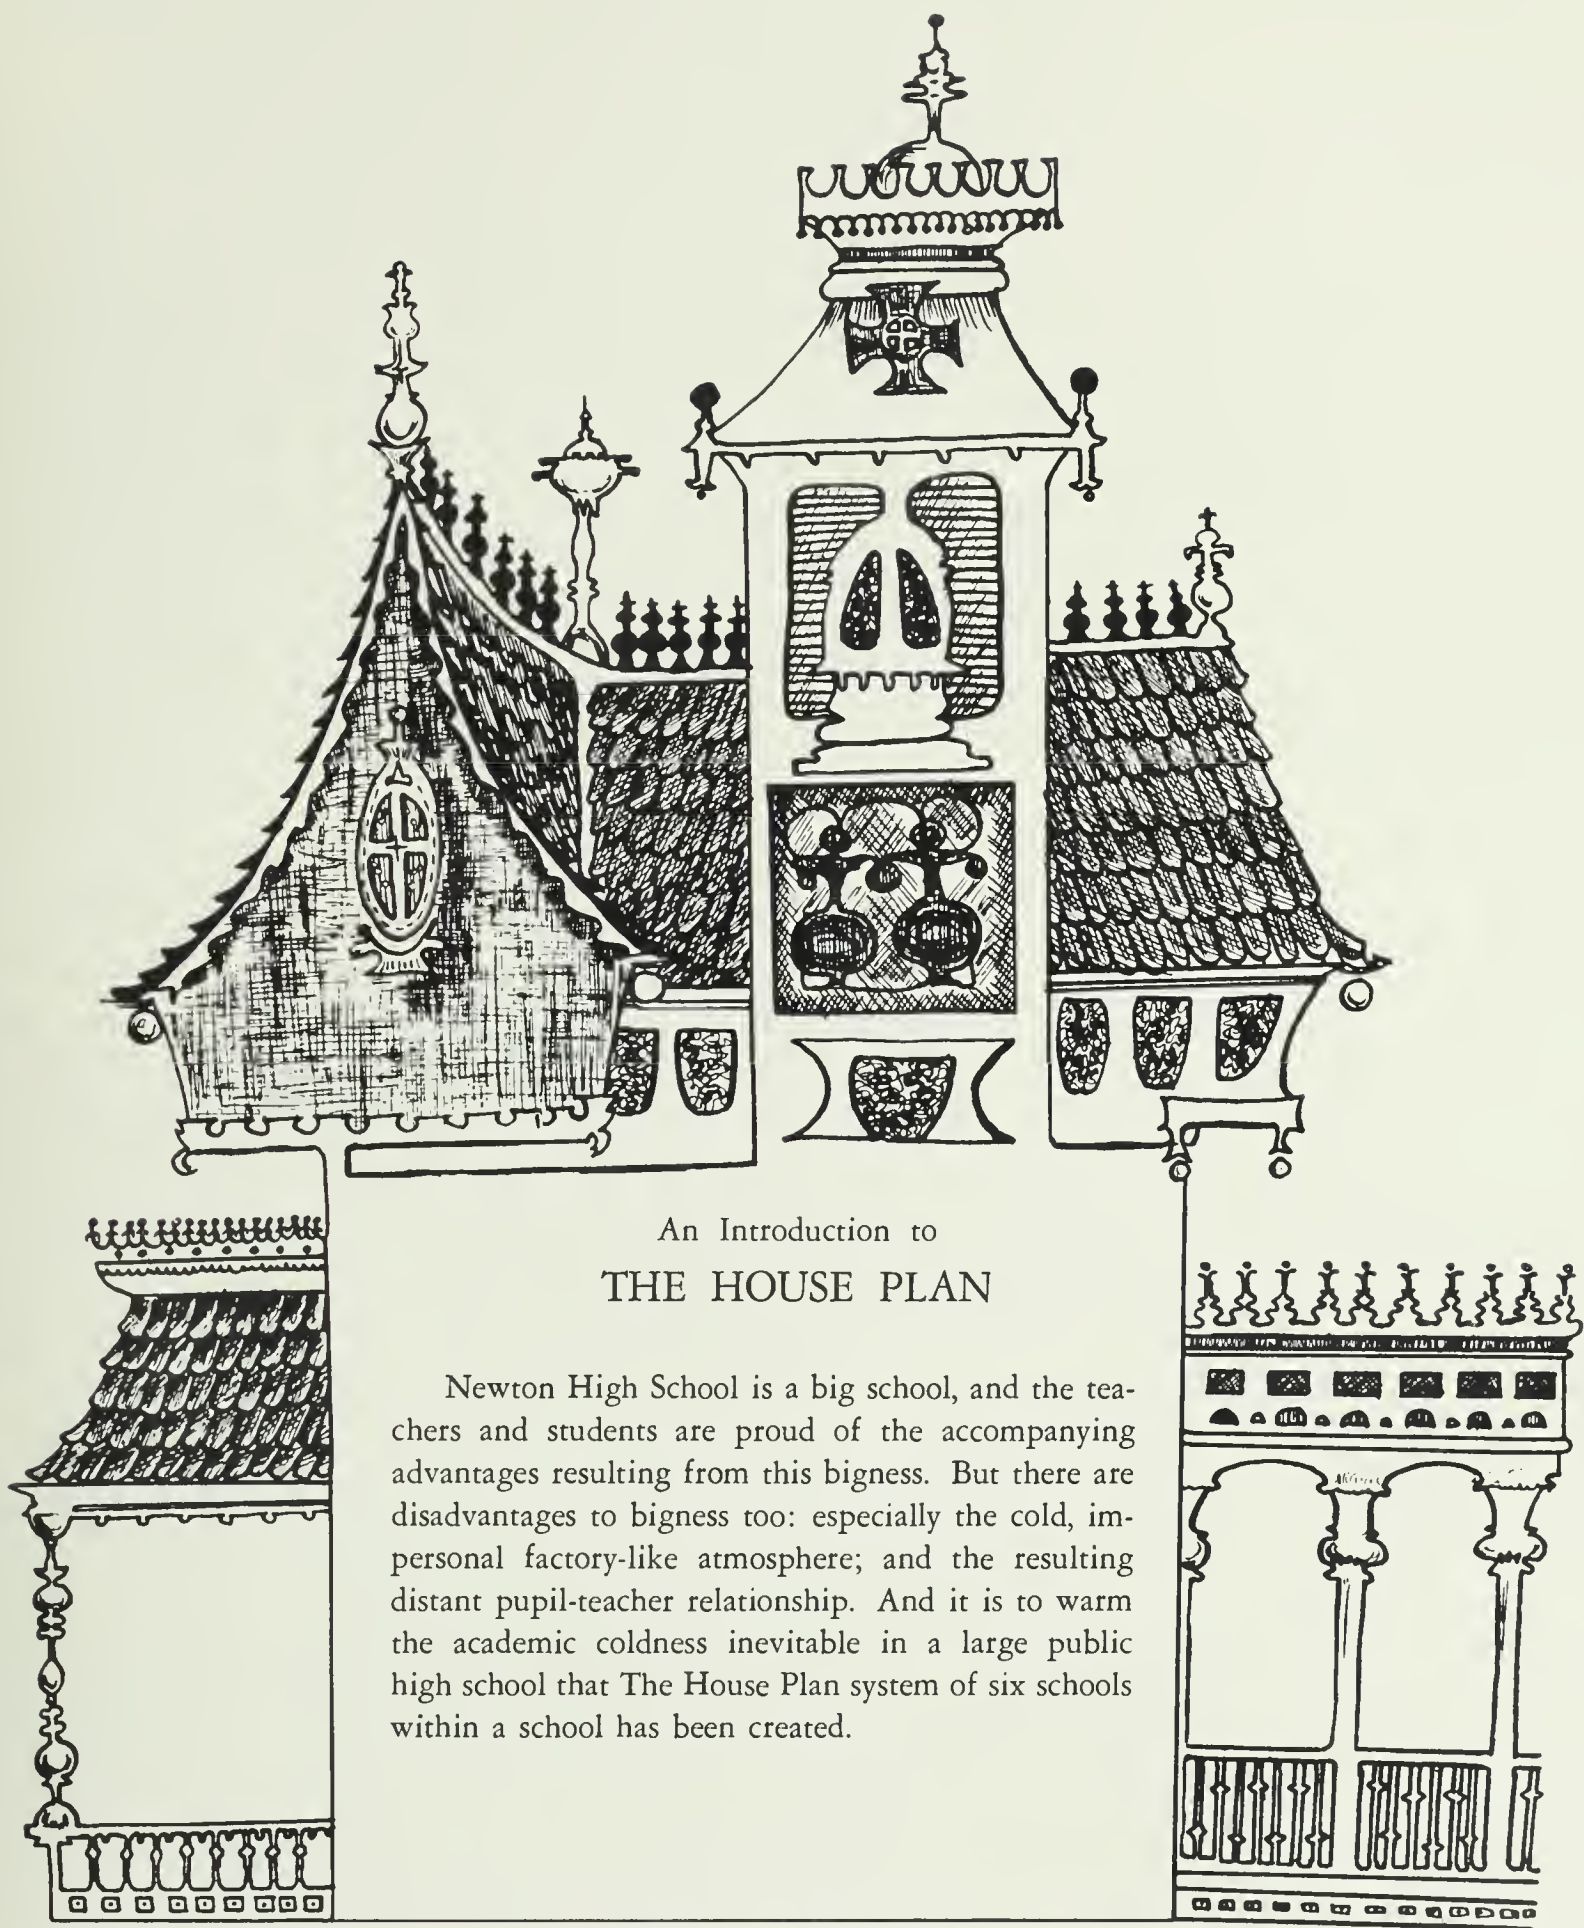 An Introduction to
THE HOUSE PLAN
Newton High School is a big school, and the tea-
chers and students are proud of the accompanying
advantages resulting from this bigness. But there are
disadvantages to bigness too: especially the cold, im-
personal factory-like atmosphere; and the resulting
distant pupil-teacher relationship. And it is to warm
the academic coldness inevitable in a large public
high school that The House Plan system of six schools
within a school has been created.